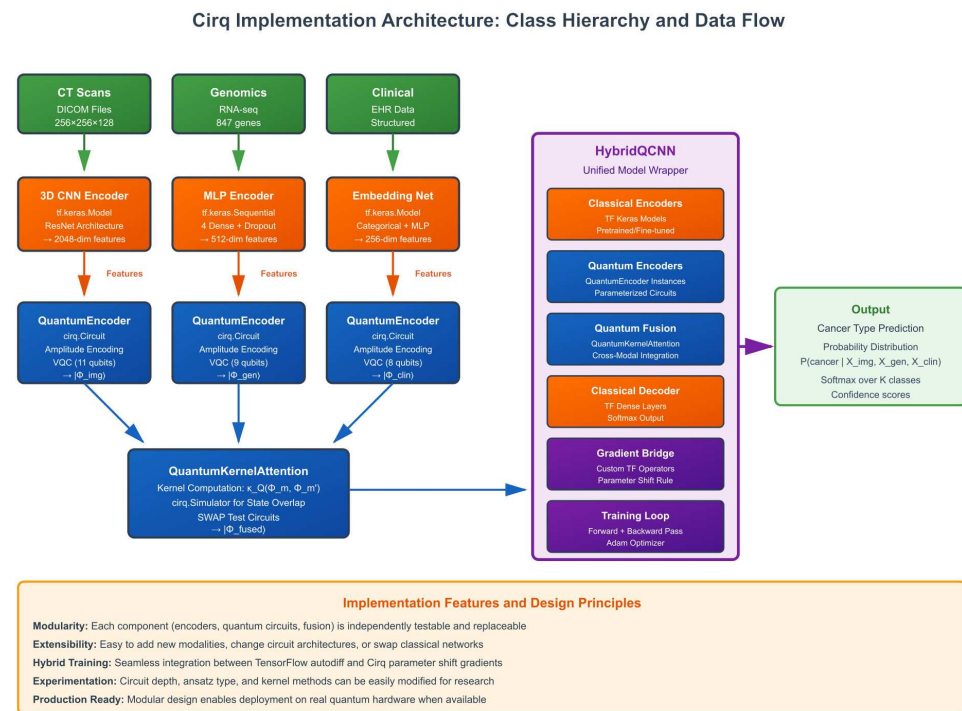 Cirq Implementation Architecture: Class Hierarchy and Data Flow
CT Scans
DICOM Files
256×256×128
Genomics
RNA-seq
847 genes
Clinical
EHR Data
Structured
3D CNN Encoder
tf.keras.Model
ResNet Architecture
→ 2048-dim features
MLP Encoder
tf.keras.Sequential
4 Dense + Dropout
→ 512-dim features
Embedding Net
tf.keras.Model
Categorical + MLP
→ 256-dim features
Features
Features
Features
QuantumEncoder
cirq.Circuit
Amplitude Encoding
VQC (11 qubits)
→ |Φ_img⟩
QuantumEncoder
cirq.Circuit
Amplitude Encoding
VQC (9 qubits)
→ |Φ_gen⟩
QuantumEncoder
cirq.Circuit
Amplitude Encoding
VQC (8 qubits)
→ |Φ_clin⟩
QuantumKernelAttention
Kernel Computation: κ_Q(Φ_m, Φ_m')
cirq.Simulator for State Overlap
SWAP Test Circuits
→ |Φ_fused⟩
HybridQCNN
Unified Model Wrapper
Classical Encoders
TF Keras Models
Pretrained/Fine-tuned
Quantum Encoders
QuantumEncoder Instances
Parameterized Circuits
Quantum Fusion
QuantumKernelAttention
Cross-Modal Integration
Classical Decoder
TF Dense Layers
Softmax Output
Gradient Bridge
Custom TF Operators
Parameter Shift Rule
Training Loop
Forward + Backward Pass
Adam Optimizer
Output
Cancer Type Prediction
Probability Distribution
P(cancer | X_img, X_gen, X_clin)
Softmax over K classes
Confidence scores
Implementation Features and Design Principles
Modularity: Each component (encoders, quantum circuits, fusion) is independently testable and replaceable
Extensibility: Easy to add new modalities, change circuit architectures, or swap classical networks
Hybrid Training: Seamless integration between TensorFlow autodiff and Cirq parameter shift gradients
Experimentation: Circuit depth, ansatz type, and kernel methods can be easily modified for research
Production Ready: Modular design enables deployment on real quantum hardware when available